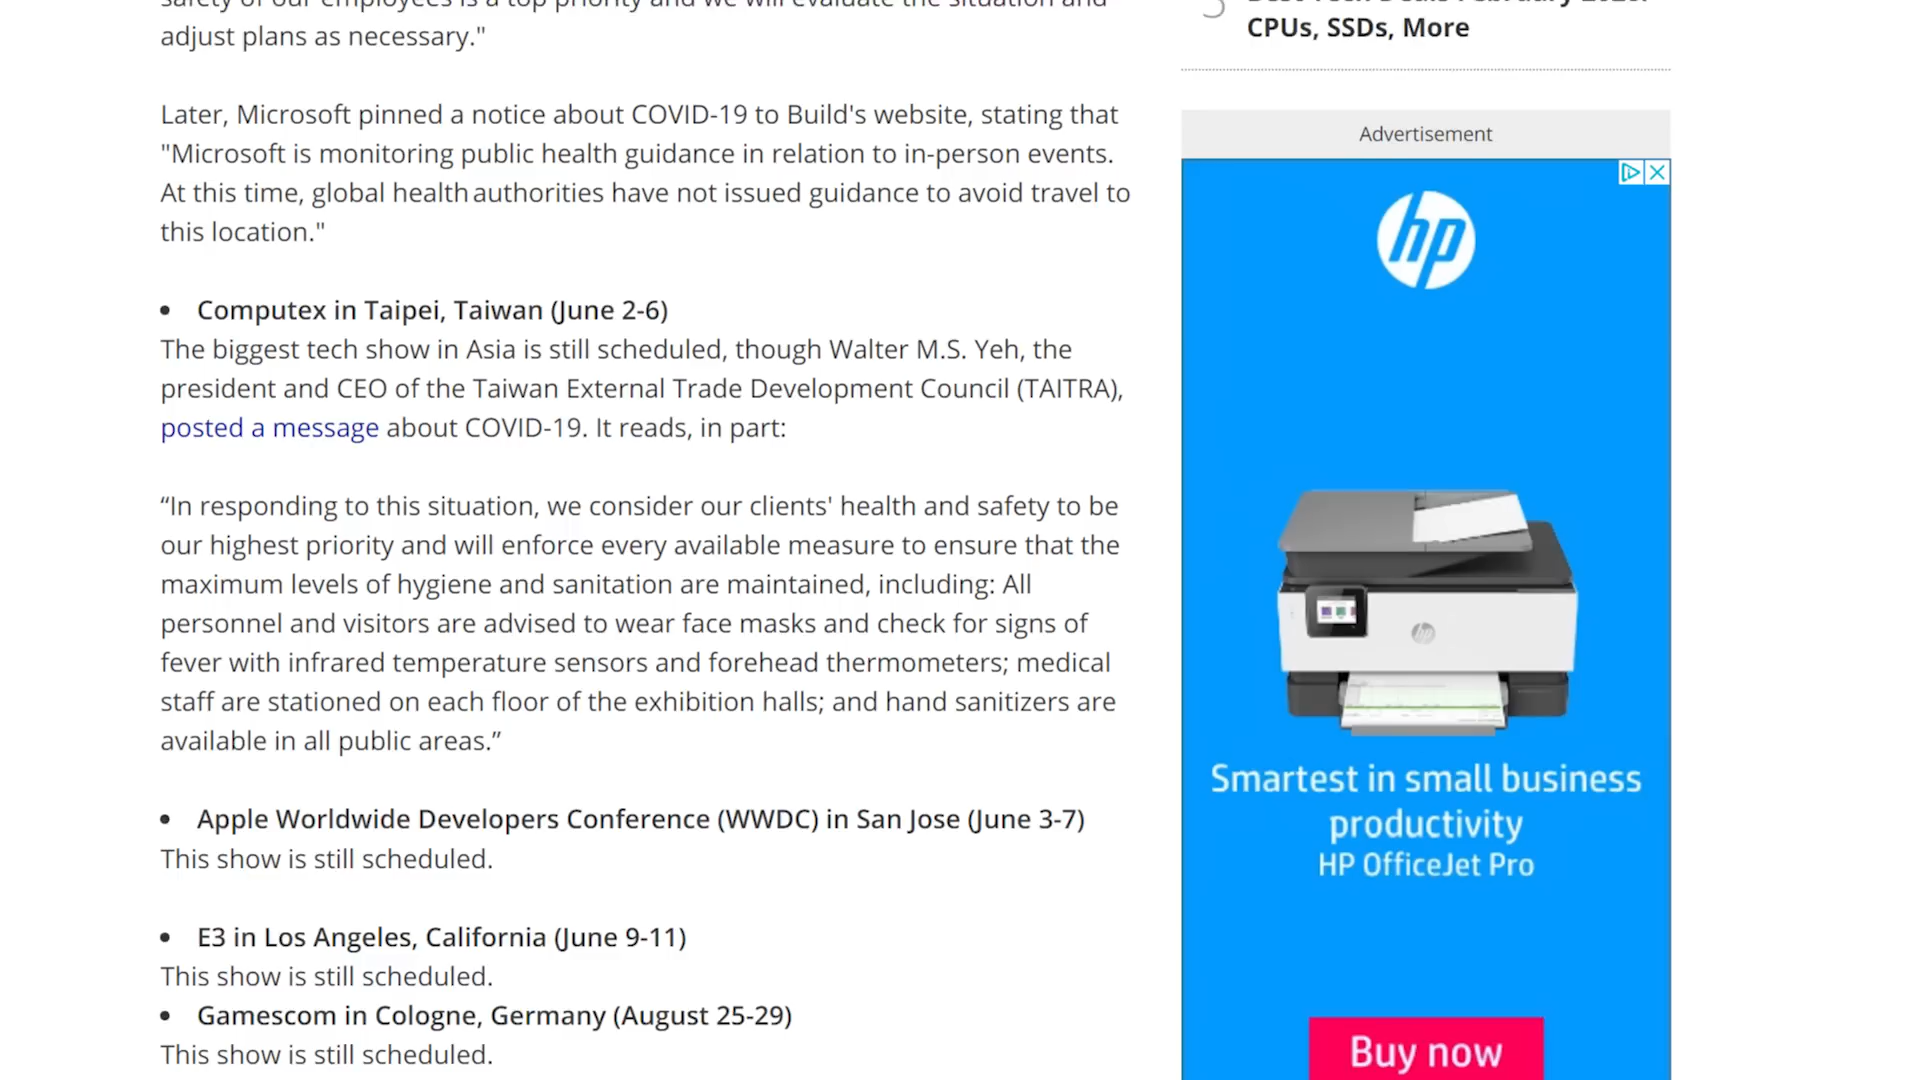 safety of our employees is a top priority and we will evaluate the situation and
adjust plans as necessary."
Later, Microsoft pinned a notice about COVID-19 to Build's website, stating that
"Microsoft is monitoring public health guidance in relation to in-person events.
At this time, global health authorities have not issued guidance to avoid travel to
this location."
• Computex in Taipei, Taiwan (June 2-6)
The biggest tech show in Asia is still scheduled, though Walter M.S. Yeh, the
president and CEO of the Taiwan External Trade Development Council (TAITRA),
posted a message about COVID-19. It reads, in part:
“In responding to this situation, we consider our clients' health and safety to be
our highest priority and will enforce every available measure to ensure that the
maximum levels of hygiene and sanitation are maintained, including: All
personnel and visitors are advised to wear face masks and check for signs of
fever with infrared temperature sensors and forehead thermometers; medical
staff are stationed on each floor of the exhibition halls; and hand sanitizers are
available in all public areas.”
• Apple Worldwide Developers Conference (WWDC) in San Jose (June 3-7)
This show is still scheduled.
• E3 in Los Angeles, California (June 9-11)
This show is still scheduled.
• Gamescom in Cologne, Germany (August 25-29)
This show is still scheduled.
5
Best Tech Deals February 2020:
CPUs, SSDs, More
Advertisement
hp
hp
Smartest in small business
productivity
HP OfficeJet Pro
Buy now